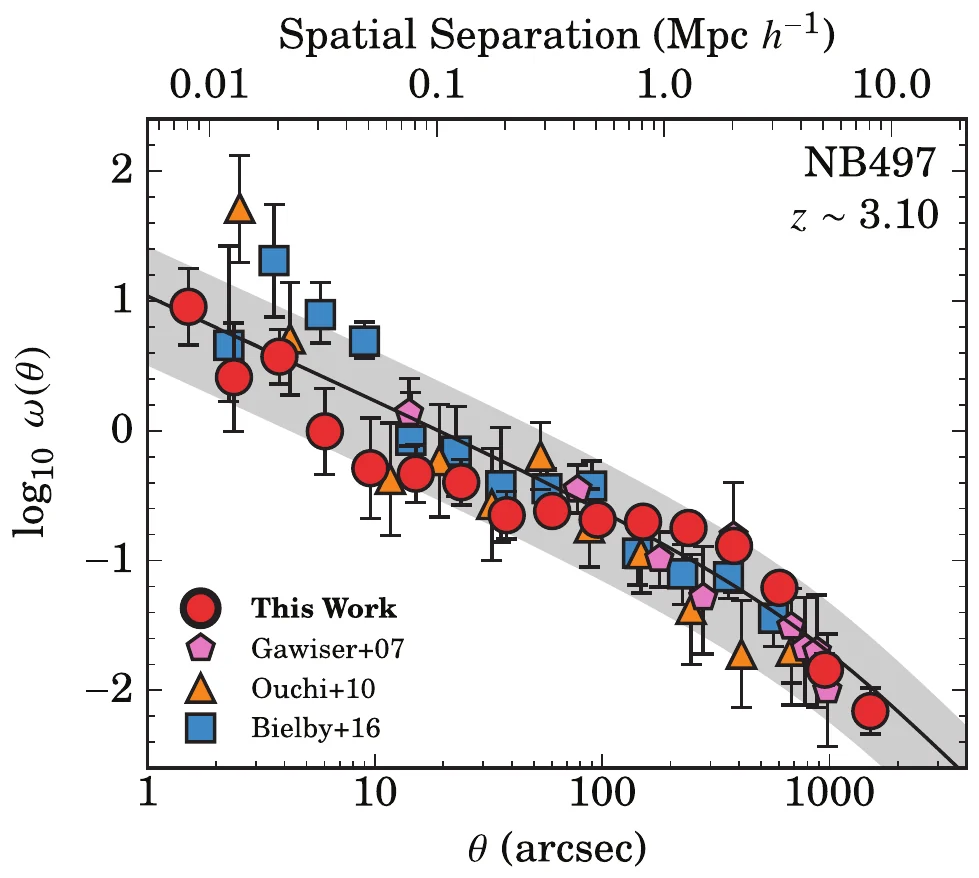 Spatial Separation (Mpc h⁻¹)
0.01 0.1 1.0 10.0
NB497
z ~ 3.10
log₁₀ ω(θ)
2
1
0
−1
−2
This Work
Gawiser+07
Ouchi+10
Bielby+16
1 10 100 1000
θ (arcsec)